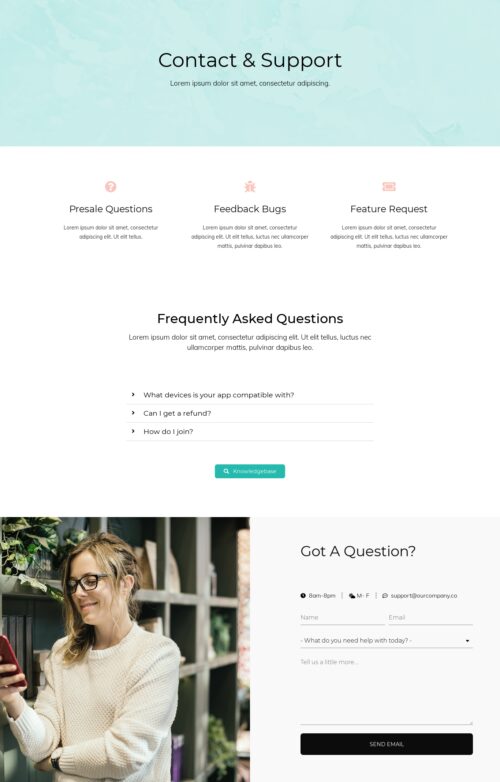 Contact & Support
Lorem ipsum dolor sit amet, consectetur adipiscing.
Presale Questions
Lorem ipsum dolor sit amet, consectetur
adipiscing elit. Ut elit tellus.
Feedback Bugs
Lorem ipsum dolor sit amet, consectetur
adipiscing elit. Ut elit tellus, luctus nec ullamcorper
mattis, pulvinar dapibus leo.
Feature Request
Lorem ipsum dolor sit amet, consectetur
adipiscing elit. Ut elit tellus, luctus nec ullamcorper
mattis, pulvinar dapibus leo.
Frequently Asked Questions
Lorem ipsum dolor sit amet, consectetur adipiscing elit. Ut elit tellus, luctus nec
ullamcorper mattis, pulvinar dapibus leo.
What devices is your app compatible with?
Can I get a refund?
How do I join?
Knowledgebase
Got A Question?
8am-8pm | M- F | support@ourcompany.co
Name Email
- What do you need help with today? -
Tell us a little more...
SEND EMAIL